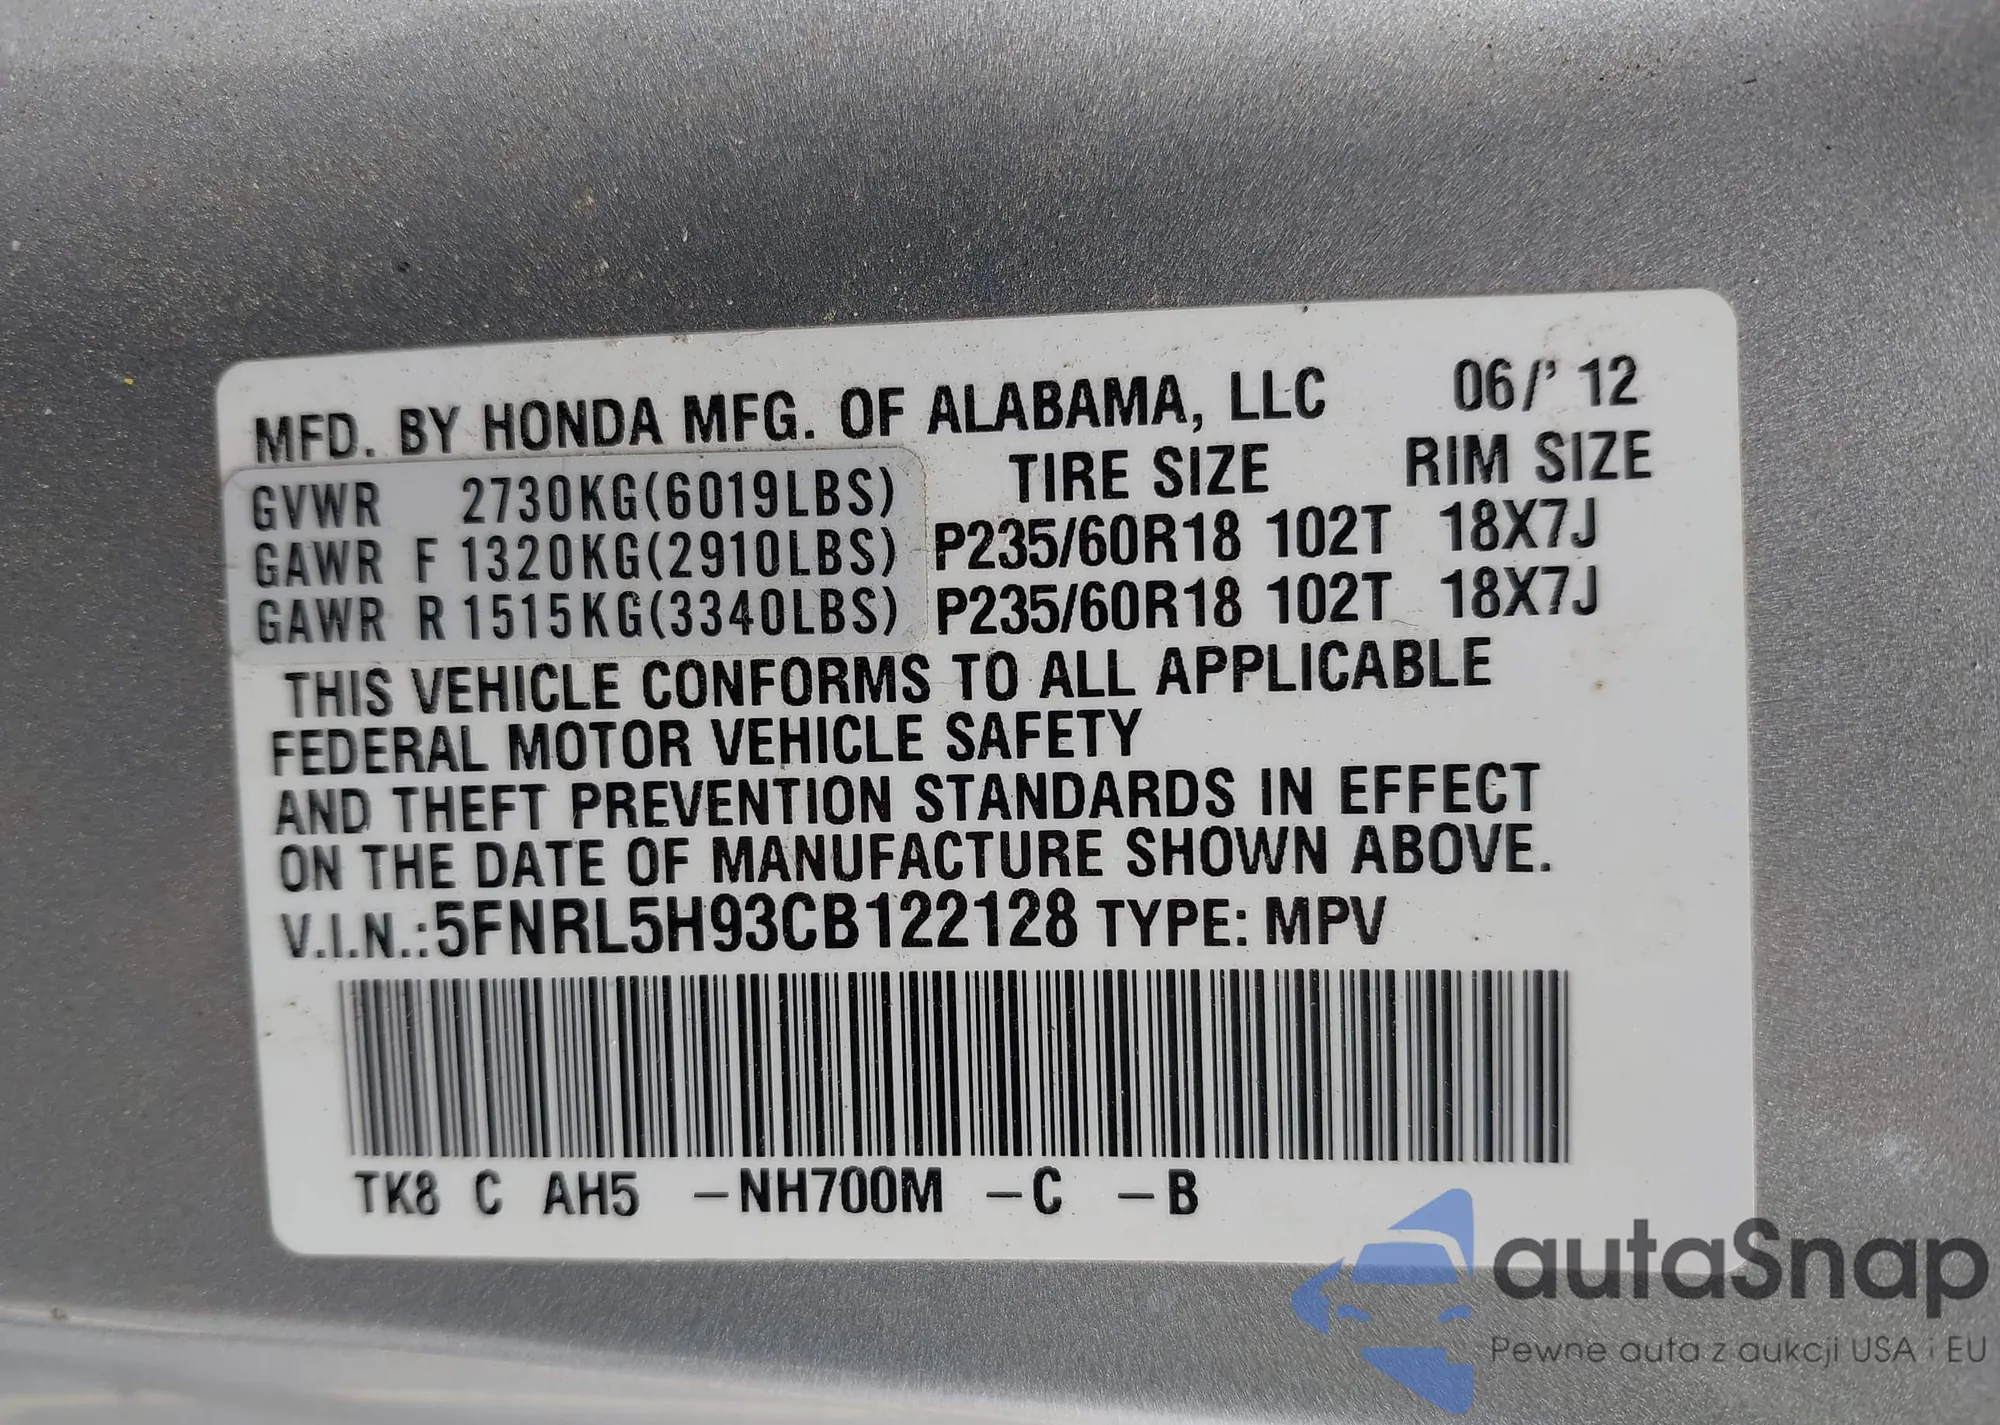 MFD. BY HONDA MFG. OF ALABAMA, LLC 06/' 12
TIRE SIZE RIM SIZE
GVWR 2730KG(6019LBS)
GAWR F 1320KG(2910LBS) P235/60R18 102T 18X7J
GAWR R 1515KG(3340LBS) P235/60R18 102T 18X7J
THIS VEHICLE CONFORMS TO ALL APPLICABLE
FEDERAL MOTOR VEHICLE SAFETY
AND THEFT PREVENTION STANDARDS IN EFFECT
ON THE DATE OF MANUFACTURE SHOWN ABOVE.
V.I.N.:5FNRL5H93CB122128 TYPE: MPV
TK8 C AH5 –NH700M –C –B
autaSnap
Pewne auta z aukcji USA i EU